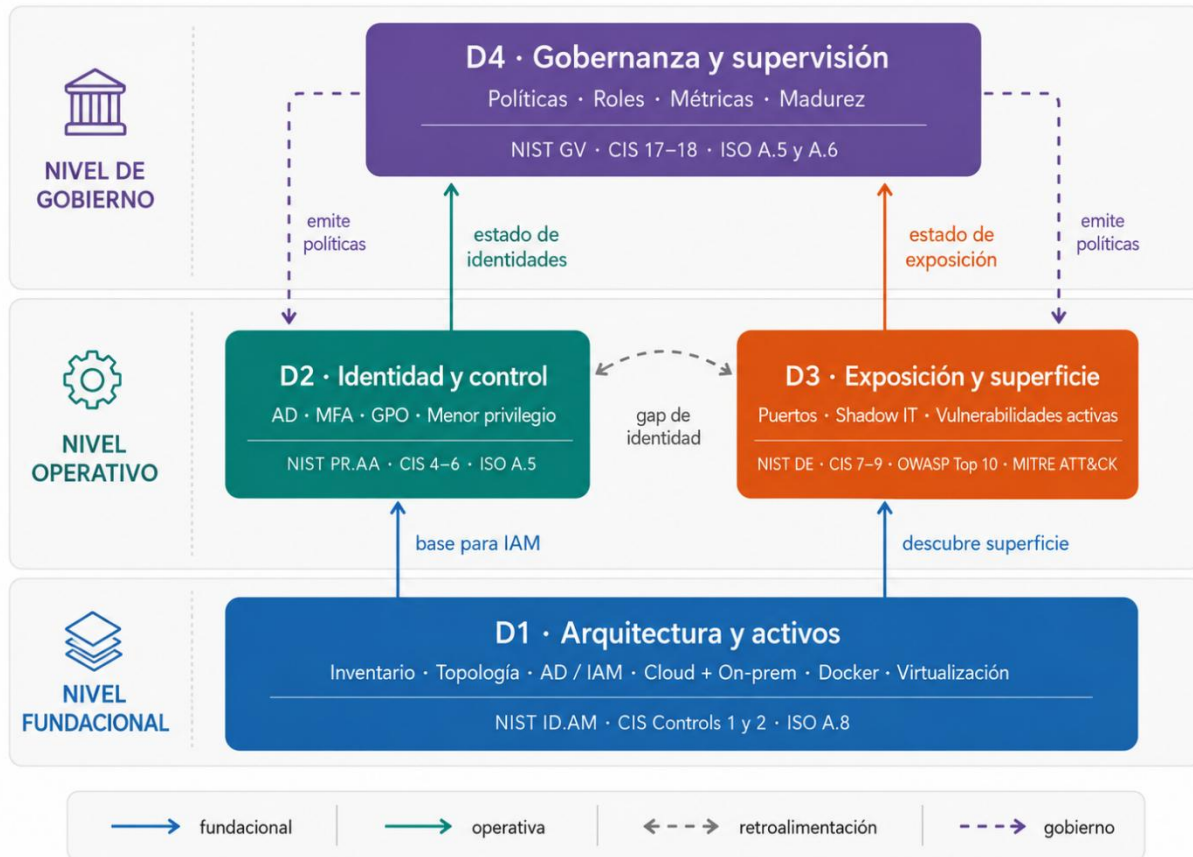 NIVEL DE
GOBIERNO
D4 · Gobernanza y supervisión
Políticas · Roles · Métricas · Madurez
NIST GV · CIS 17–18 · ISO A.5 y A.6
emite
políticas
estado de
identidades
estado de
exposición
emite
políticas
NIVEL
OPERATIVO
D2 · Identidad y control
AD · MFA · GPO · Menor privilegio
NIST PR.AA · CIS 4–6 · ISO A.5
gap de
identidad
D3 · Exposición y superficie
Puertos · Shadow IT · Vulnerabilidades activas
NIST DE · CIS 7–9 · OWASP Top 10 · MITRE ATT&CK
base para IAM
descubre superficie
NIVEL
FUNDACIONAL
D1 · Arquitectura y activos
Inventario · Topología · AD / IAM · Cloud + On-prem · Docker · Virtualización
NIST ID.AM · CIS Controls 1 y 2 · ISO A.8
fundacional
operativa
retroalimentación
gobierno